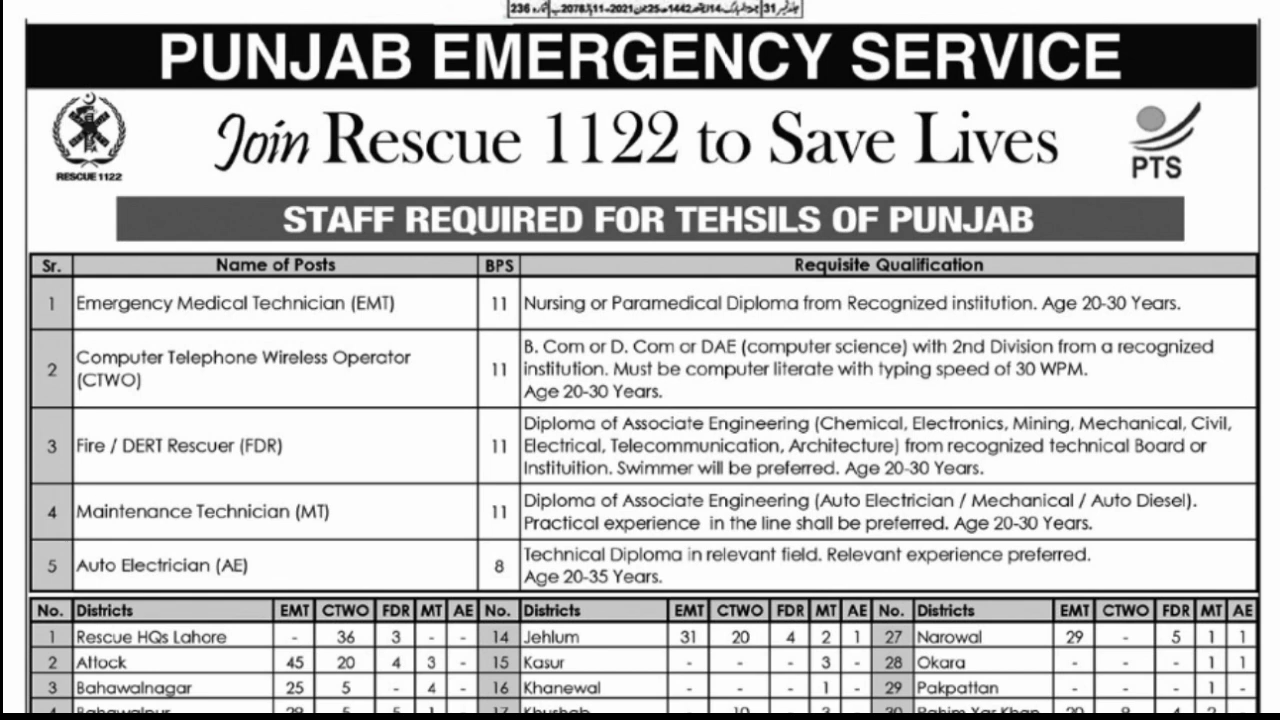 PUNJAB EMERGENCY SERVICE
RESCUE 1122
Join Rescue 1122 to Save Lives
PTS
STAFF REQUIRED FOR TEHSILS OF PUNJAB
Sr. Name of Posts BPS Requisite Qualification
1 Emergency Medical Technician (EMT) 11 Nursing or Paramedical Diploma from Recognized institution. Age 20-30 Years.
2 Computer Telephone Wireless Operator (CTWO) 11 B. Com or D. Com or DAE (computer science) with 2nd Division from a recognized
institution. Must be computer literate with typing speed of 30 WPM.
Age 20-30 Years.
3 Fire / DERT Rescuer (FDR) 11 Diploma of Associate Engineering (Chemical, Electronics, Mining, Mechanical, Civil,
Electrical, Telecommunication, Architecture) from recognized technical Board or
Instituition. Swimmer will be preferred. Age 20-30 Years.
4 Maintenance Technician (MT) 11 Diploma of Associate Engineering (Auto Electrician / Mechanical / Auto Diesel).
Practical experience in the line shall be preferred. Age 20-30 Years.
5 Auto Electrician (AE) 8 Technical Diploma in relevant field. Relevant experience preferred.
Age 20-35 Years.
No. Districts EMT CTWO FDR MT AE No. Districts EMT CTWO FDR MT AE No. Districts EMT CTWO FDR MT AE
1 Rescue HQs Lahore - 36 3 - - 14 Jehlum 31 20 4 2 1 27 Narowal 29 - 5 1 1
2 Attock 45 20 4 3 - 15 Kasur - - - 3 - 28 Okara - - - 1 1
3 Bahawalnagar 25 5 - 4 - 16 Khanewal - - - 1 - 29 Pakpattan - - - 1 -